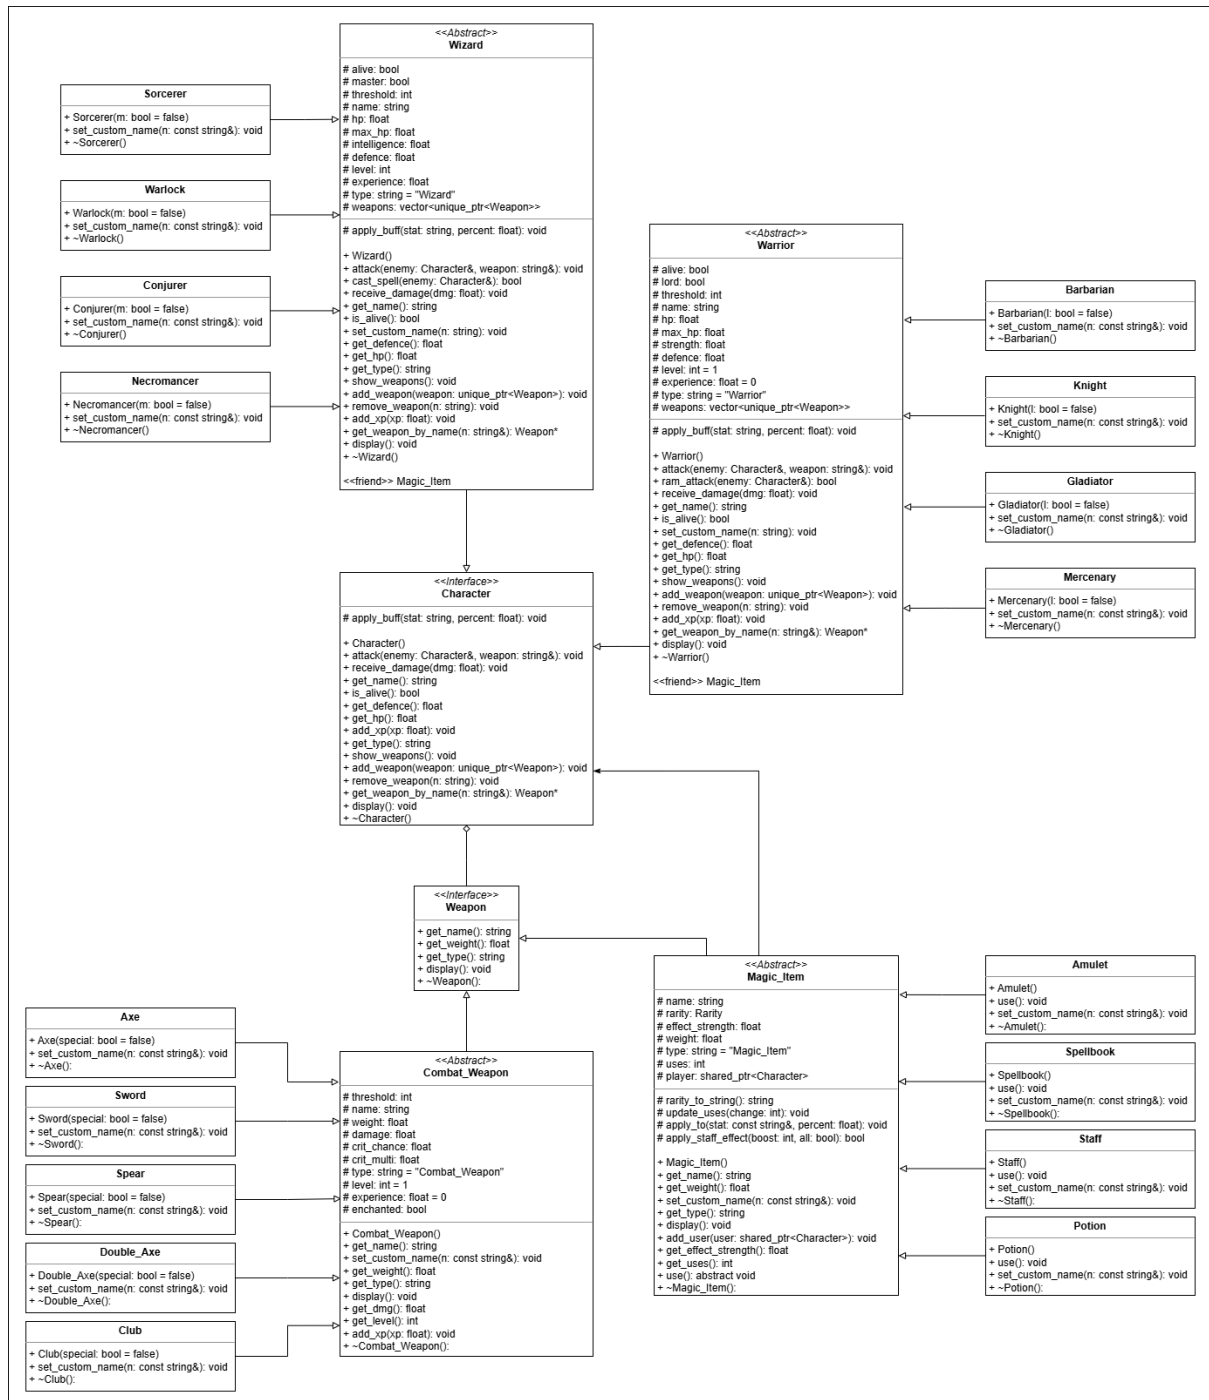 <<Abstract>>
Wizard
# alive: bool
# master: bool
# threshold: int
# name: string
# hp: float
# max_hp: float
# intelligence: float
# defence: float
# level: int
# experience: float
# type: string = "Wizard"
# weapons: vector<unique_ptr<Weapon>>
# apply_buff(stat: string, percent: float): void
+ Wizard()
+ attack(enemy: Character&, weapon: string&): void
+ cast_spell(enemy: Character&): bool
+ receive_damage(dmg: float): void
+ get_name(): string
+ is_alive(): bool
+ set_custom_name(n: string): void
+ get_defence(): float
+ get_hp(): float
+ get_type(): string
+ show_weapons(): void
+ add_weapon(weapon: unique_ptr<Weapon>): void
+ remove_weapon(n: string): void
+ add_xp(xp: float): void
+ get_weapon_by_name(n: string&): Weapon*
+ display(): void
+ ~Wizard()
<<friend>> Magic_Item
Sorcerer
+ Sorcerer(m: bool = false)
+ set_custom_name(n: const string&): void
+ ~Sorcerer()
Warlock
+ Warlock(m: bool = false)
+ set_custom_name(n: const string&): void
+ ~Warlock()
Conjurer
+ Conjurer(m: bool = false)
+ set_custom_name(n: const string&): void
+ ~Conjurer()
Necromancer
+ Necromancer(m: bool = false)
+ set_custom_name(n: const string&): void
+ ~Necromancer()
<<Abstract>>
Warrior
# alive: bool
# lord: bool
# threshold: int
# name: string
# hp: float
# max_hp: float
# strength: float
# defence: float
# level: int = 1
# experience: float = 0
# type: string = "Warrior"
# weapons: vector<unique_ptr<Weapon>>
# apply_buff(stat: string, percent: float): void
+ Warrior()
+ attack(enemy: Character&, weapon: string&): void
+ ram_attack(enemy: Character&): bool
+ receive_damage(dmg: float): void
+ get_name(): string
+ is_alive(): bool
+ set_custom_name(n: string): void
+ get_defence(): float
+ get_hp(): float
+ get_type(): string
+ show_weapons(): void
+ add_weapon(weapon: unique_ptr<Weapon>): void
+ remove_weapon(n: string): void
+ add_xp(xp: float): void
+ get_weapon_by_name(n: string&): Weapon*
+ display(): void
+ ~Warrior()
<<friend>> Magic_Item
Barbarian
+ Barbarian(l: bool = false)
+ set_custom_name(n: const string&): void
+ ~Barbarian()
Knight
+ Knight(l: bool = false)
+ set_custom_name(n: const string&): void
+ ~Knight()
Gladiator
+ Gladiator(l: bool = false)
+ set_custom_name(n: const string&): void
+ ~Gladiator()
Mercenary
+ Mercenary(l: bool = false)
+ set_custom_name(n: const string&): void
+ ~Mercenary()
<<Interface>>
Character
# apply_buff(stat: string, percent: float): void
+ Character()
+ attack(enemy: Character&, weapon: string&): void
+ receive_damage(dmg: float): void
+ get_name(): string
+ is_alive(): bool
+ get_defence(): float
+ get_hp(): float
+ add_xp(xp: float): void
+ get_type(): string
+ show_weapons(): void
+ add_weapon(weapon: unique_ptr<Weapon>): void
+ remove_weapon(n: string): void
+ get_weapon_by_name(n: string&): Weapon*
+ display(): void
+ ~Character()
<<Interface>>
Weapon
+ get_name(): string
+ get_weight(): float
+ get_type(): string
+ display(): void
+ ~Weapon():
<<Abstract>>
Magic_Item
# name: string
# rarity: Rarity
# effect_strength: float
# weight: float
# type: string = "Magic_Item"
# uses: int
# player: shared_ptr<Character>
# rarity_to_string(): string
# update_uses(change: int): void
# apply_to(stat: const string&, percent: float): void
# apply_staff_effect(boost: int, all: bool): bool
+ Magic_Item()
+ get_name(): string
+ get_weight(): float
+ set_custom_name(n: const string&): void
+ get_type(): string
+ display(): void
+ add_user(user: shared_ptr<Character>): void
+ get_effect_strength(): float
+ get_uses(): int
+ use(): abstract void
+ ~Magic_Item():
Amulet
+ Amulet()
+ use(): void
+ set_custom_name(n: const string&): void
+ ~Amulet():
Spellbook
+ Spellbook()
+ use(): void
+ set_custom_name(n: const string&): void
+ ~Spellbook():
Staff
+ Staff()
+ use(): void
+ set_custom_name(n: const string&): void
+ ~Staff():
Potion
+ Potion()
+ use(): void
+ set_custom_name(n: const string&): void
+ ~Potion():
Axe
+ Axe(special: bool = false)
+ set_custom_name(n: const string&): void
+ ~Axe():
Sword
+ Sword(special: bool = false)
+ set_custom_name(n: const string&): void
+ ~Sword():
Spear
+ Spear(special: bool = false)
+ set_custom_name(n: const string&): void
+ ~Spear():
Double_Axe
+ Double_Axe(special: bool = false)
+ set_custom_name(n: const string&): void
+ ~Double_Axe():
Club
+ Club(special: bool = false)
+ set_custom_name(n: const string&): void
+ ~Club():
<<Abstract>>
Combat_Weapon
# threshold: int
# name: string
# weight: float
# damage: float
# crit_chance: float
# crit_multi: float
# type: string = "Combat_Weapon"
# level: int = 1
# experience: float = 0
# enchanted: bool
+ Combat_Weapon()
+ get_name(): string
+ set_custom_name(n: const string&): void
+ get_weight(): float
+ get_type(): string
+ display(): void
+ get_dmg(): float
+ get_level(): int
+ add_xp(xp: float): void
+ ~Combat_Weapon():